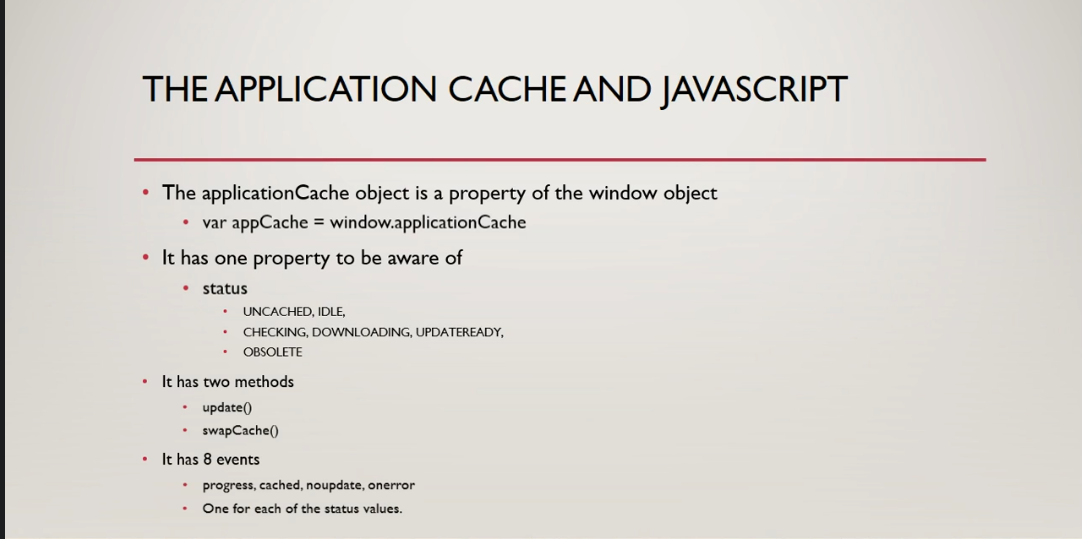 THE APPLICATION CACHE AND JAVASCRIPT
• The applicationCache object is a property of the window object
• var appCache = window.applicationCache
• It has one property to be aware of
• status
• UNCACHED, IDLE,
• CHECKING, DOWNLOADING, UPDATEREADY,
• OBSOLETE
• It has two methods
• update()
• swapCache()
• It has 8 events
• progress, cached, noupdate, onerror
• One for each of the status values.